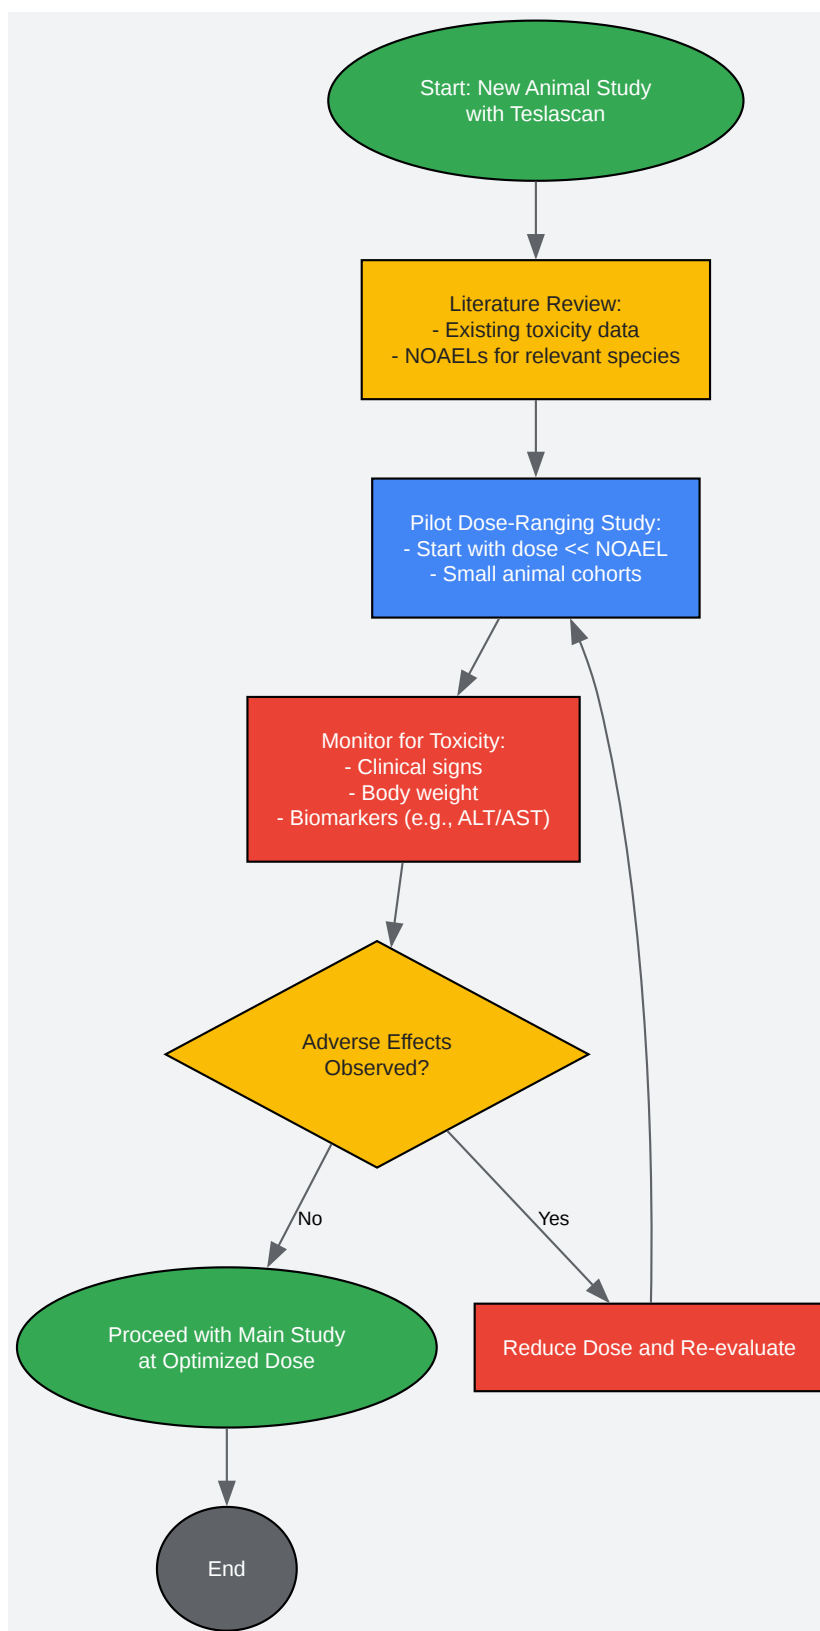 Start: New Animal Study
with Teslascan
Literature Review:
- Existing toxicity data
- NOAELs for relevant species
Pilot Dose-Ranging Study:
- Start with dose << NOAEL
- Small animal cohorts
Monitor for Toxicity:
- Clinical signs
- Body weight
- Biomarkers (e.g., ALT/AST)
Adverse Effects
Observed?
No
Yes
Proceed with Main Study
at Optimized Dose
Reduce Dose and Re-evaluate
End